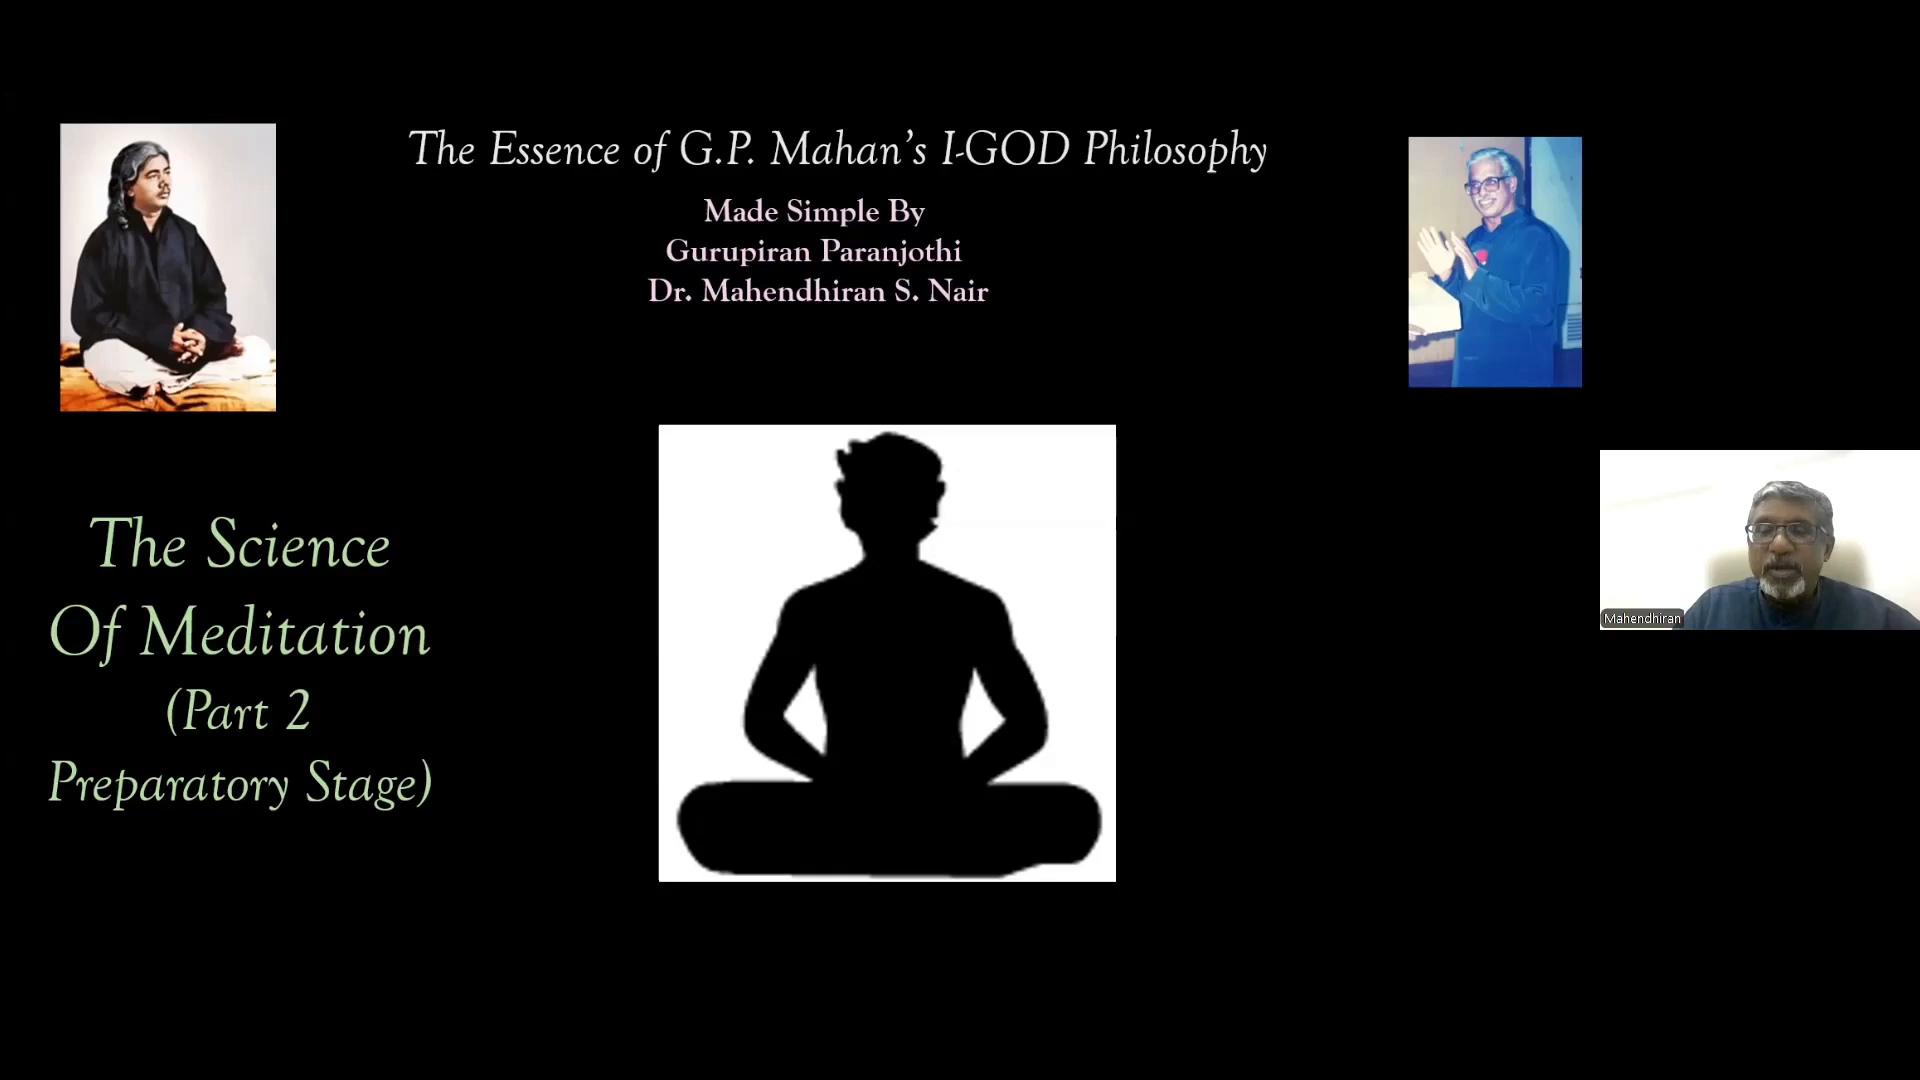 The Essence of G.P. Mahan's I-GOD Philosophy
Made Simple By
Gurupiran Paranjothi
Dr. Mahendhiran S. Nair
The Science
Of Meditation
(Part 2
Preparatory Stage)
Mahendhiran